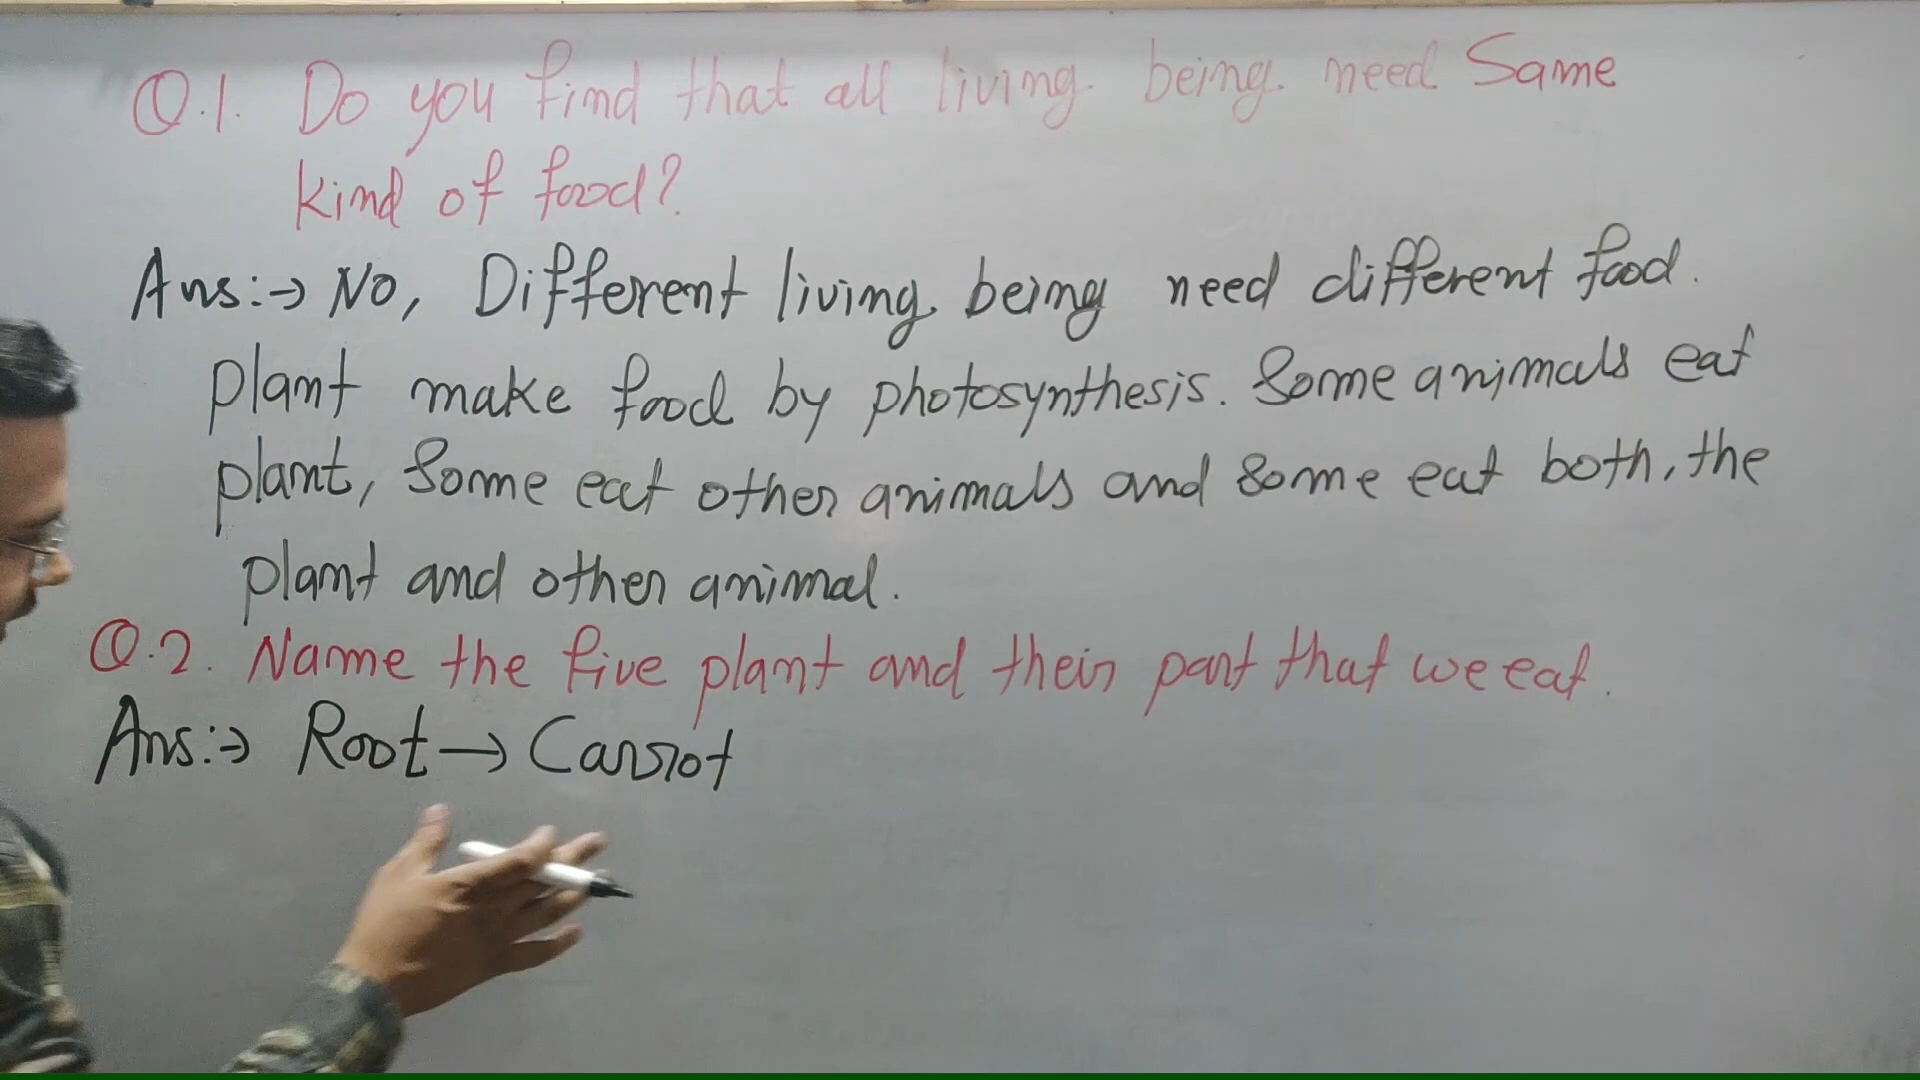 Q.1. Do you find that all living being need Same
kind of food?
Ans:→ No, Different living being need different food.
plant make food by photosynthesis. Some animals eat
plant, Some eat other animals and some eat both, the
plant and other animal.
Q.2. Name the five plant and their part that we eat.
Ans:→ Root → Carrot